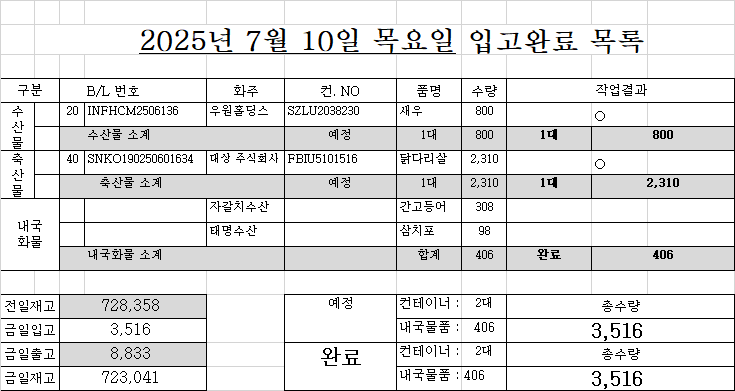 2025년 7월 10일 목요일 입고완료 목록
구분 B/L 번호 화주 컨. NO 품명 수량 작업결과
수산물 20 INFHCM2506136 우원홀딩스 SZLU2038230 새우 800 ○
수산물 소계 예정 1대 800 1대 800
축산물 40 SNKO190250601634 대상 주식회사 FBIU5101516 닭다리살 2,310 ○
축산물 소계 예정 1대 2,310 1대 2,310
내국화물 자갈치수산 간고등어 308
태명수산 삼치포 98
내국화물 소계 합계 406 완료 406
전일재고 728,358 예정 컨테이너 : 2대 총수량
금일입고 3,516 내국물품 : 406 3,516
금일출고 8,833 완료 컨테이너 : 2대 총수량
금일재고 723,041 내국물품 : 406 3,516